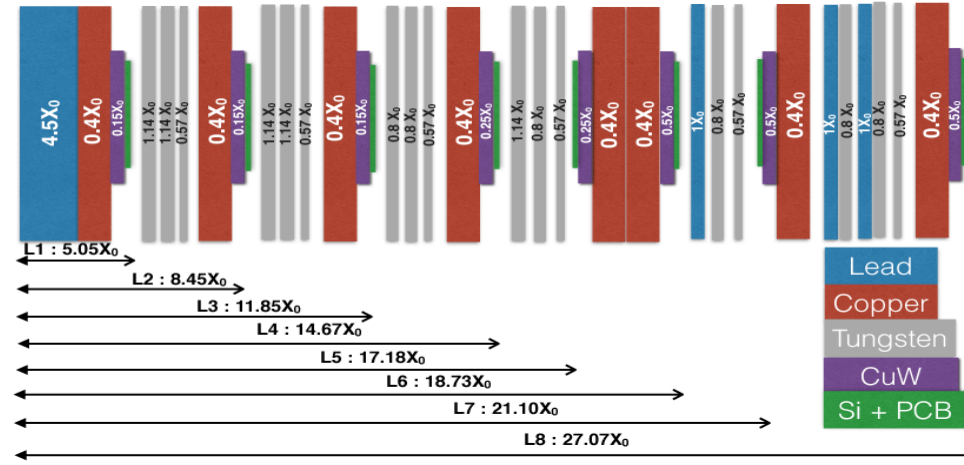 4.5X₀
0.4X₀
0.15X₀
1.14 X₀
1.14 X₀
0.57 X₀
0.4X₀
0.15X₀
1.14 X₀
1.14 X₀
0.57 X₀
0.4X₀
0.15X₀
0.8 X₀
0.8 X₀
0.57 X₀
0.4X₀
0.25X₀
1.14 X₀
0.8 X₀
0.57 X₀
0.25X₀
0.4X₀
0.4X₀
0.5X₀
1X₀
0.8 X₀
0.57 X₀
0.5X₀
0.4X₀
1X₀
0.8 X₀
1X₀
0.8 X₀
0.57 X₀
0.4X₀
0.5X₀
L1 : 5.05X₀
L2 : 8.45X₀
L3 : 11.85X₀
L4 : 14.67X₀
L5 : 17.18X₀
L6 : 18.73X₀
L7 : 21.10X₀
L8 : 27.07X₀
Lead
Copper
Tungsten
CuW
Si + PCB